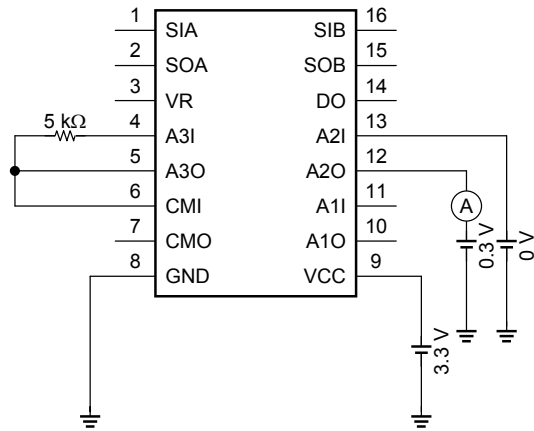 1 SIA SIB 16
2 SOA SOB 15
3 VR DO 14
5 kΩ 4 A3I A2I 13
5 A3O A2O 12
6 CMI A1I 11
A
7 CMO A1O 10
0.3 V
0 V
8 GND VCC 9
3.3 V